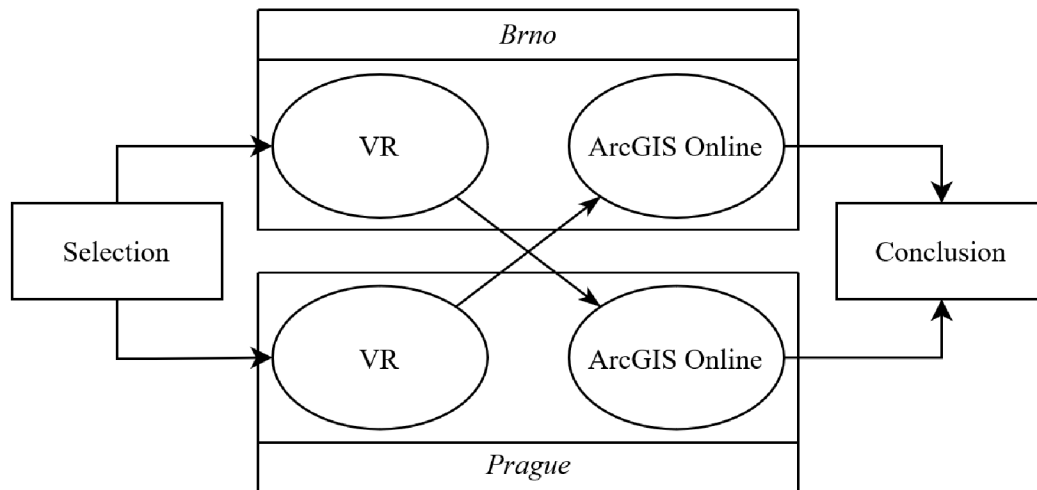 Brno
VR
ArcGIS Online
Selection
Conclusion
VR
ArcGIS Online
Prague